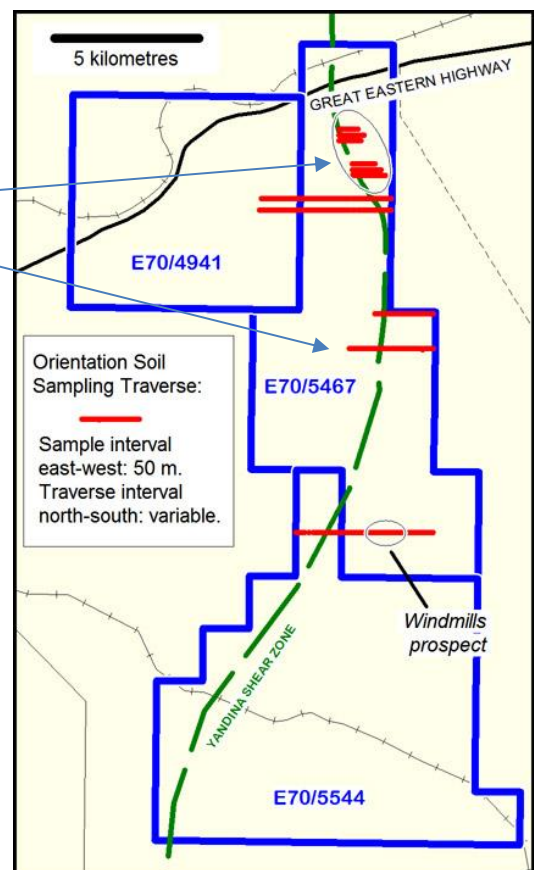 5 kilometres
GREAT EASTERN HIGHWAY
E70/4941
Orientation Soil
Sampling Traverse:
Sample interval
east-west: 50 m.
Traverse interval
north-south: variable.
E70/5467
Windmills
prospect
YANDINA SHEAR ZONE
E70/5544